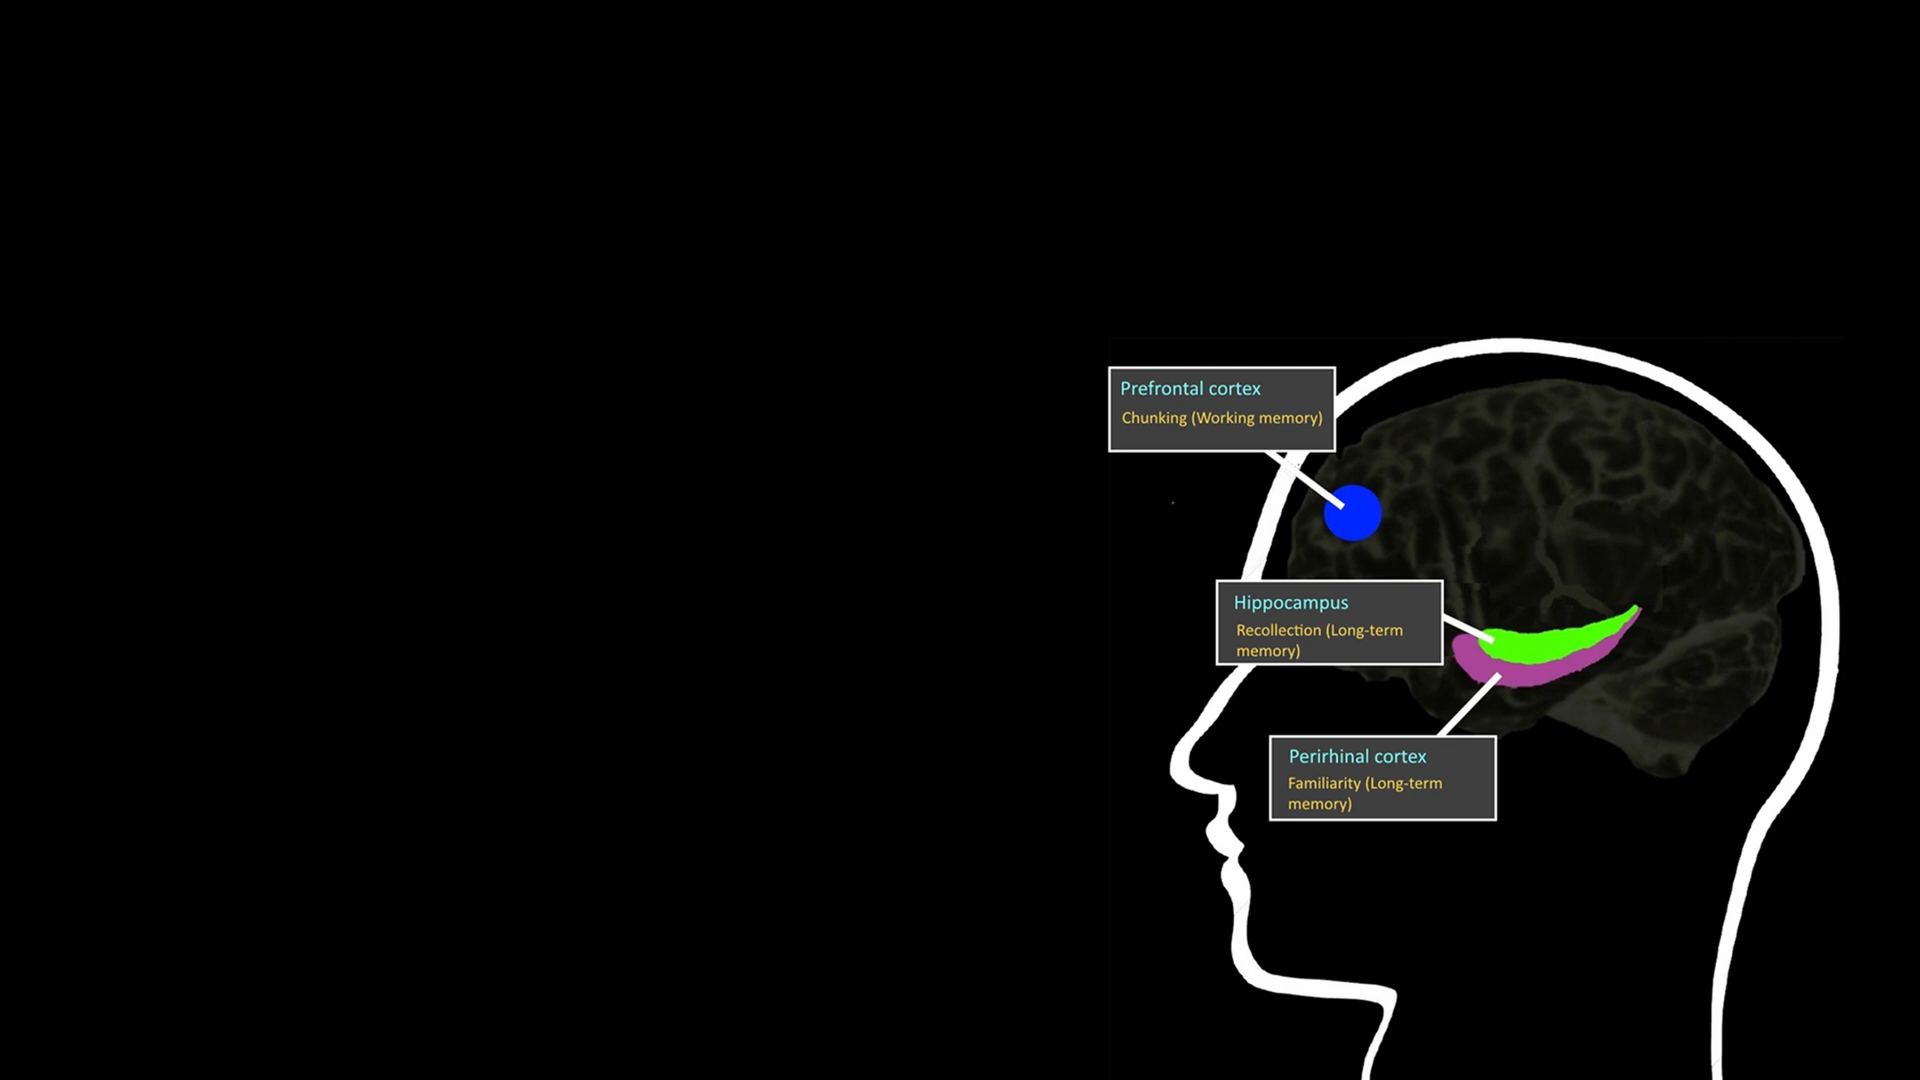 Prefrontal cortex
Chunking (Working memory)
Hippocampus
Recollection (Long-term
memory)
Perirhinal cortex
Familiarity (Long-term
memory)